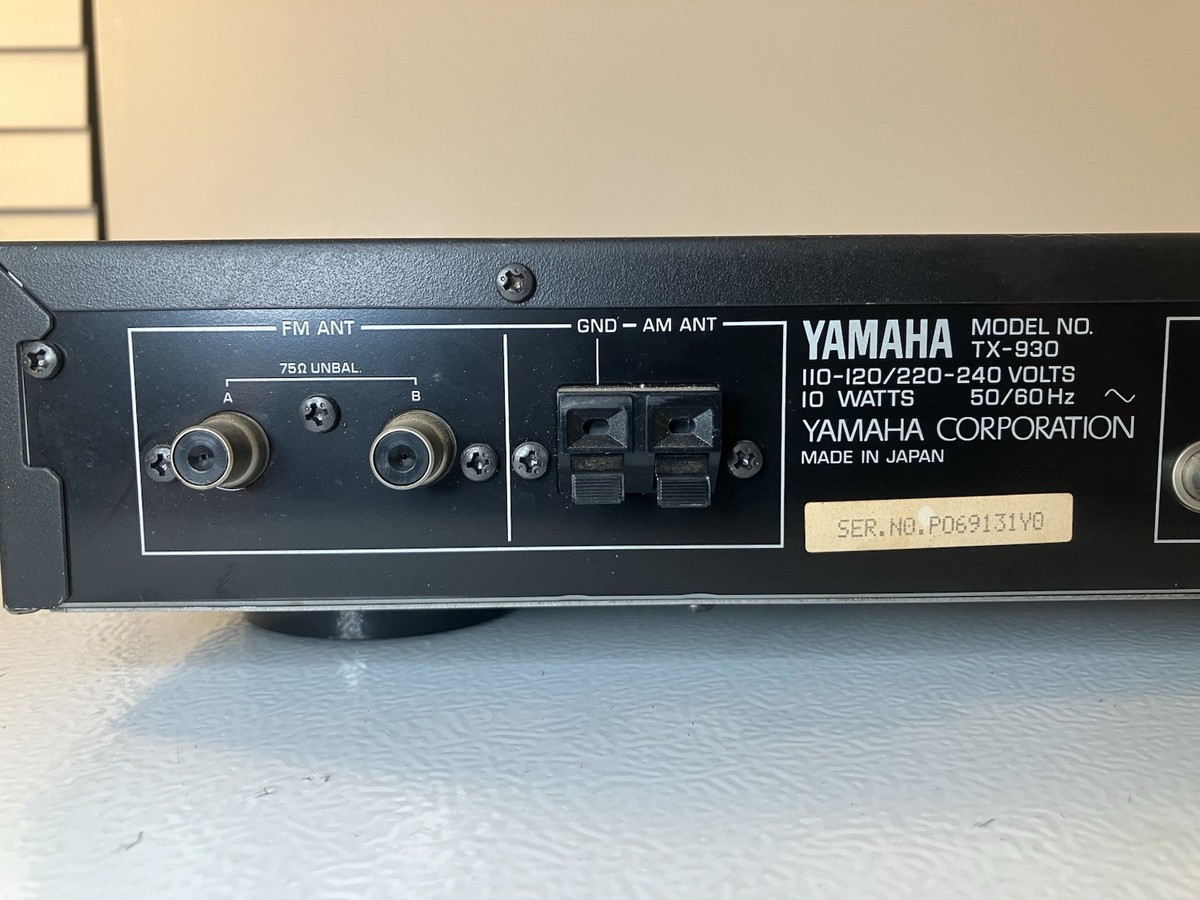 FM ANT
GND AM ANT
75Ω UNBAL.
A B
YAMAHA MODEL NO.
TX-930
110-120/220-240 VOLTS
10 WATTS 50/60 Hz ~
YAMAHA CORPORATION
MADE IN JAPAN
SER.NO.P069131Y0